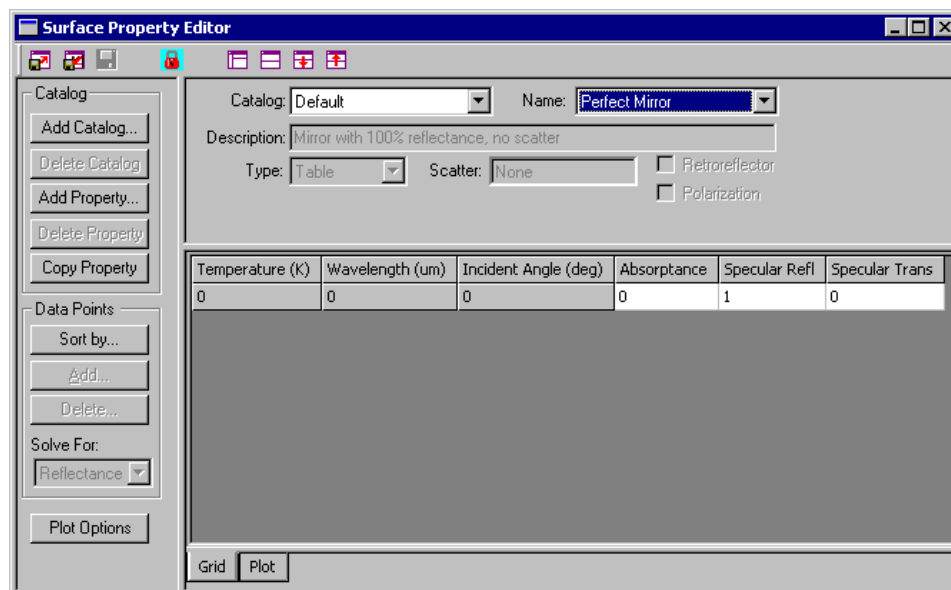 Surface Property Editor
Catalog
Add Catalog...
Delete Catalog
Add Property...
Delete Property
Copy Property
Data Points
Sort by...
Add...
Delete...
Solve For:
Reflectance
Plot Options
Catalog: Default Name: Perfect Mirror
Description: Mirror with 100% reflectance, no scatter
Type: Table Scatter: None Retroreflector
Polarization
Temperature (K) Wavelength (um) Incident Angle (deg) Absorptance Specular Refl Specular Trans
0 0 0 0 1 0
Grid Plot